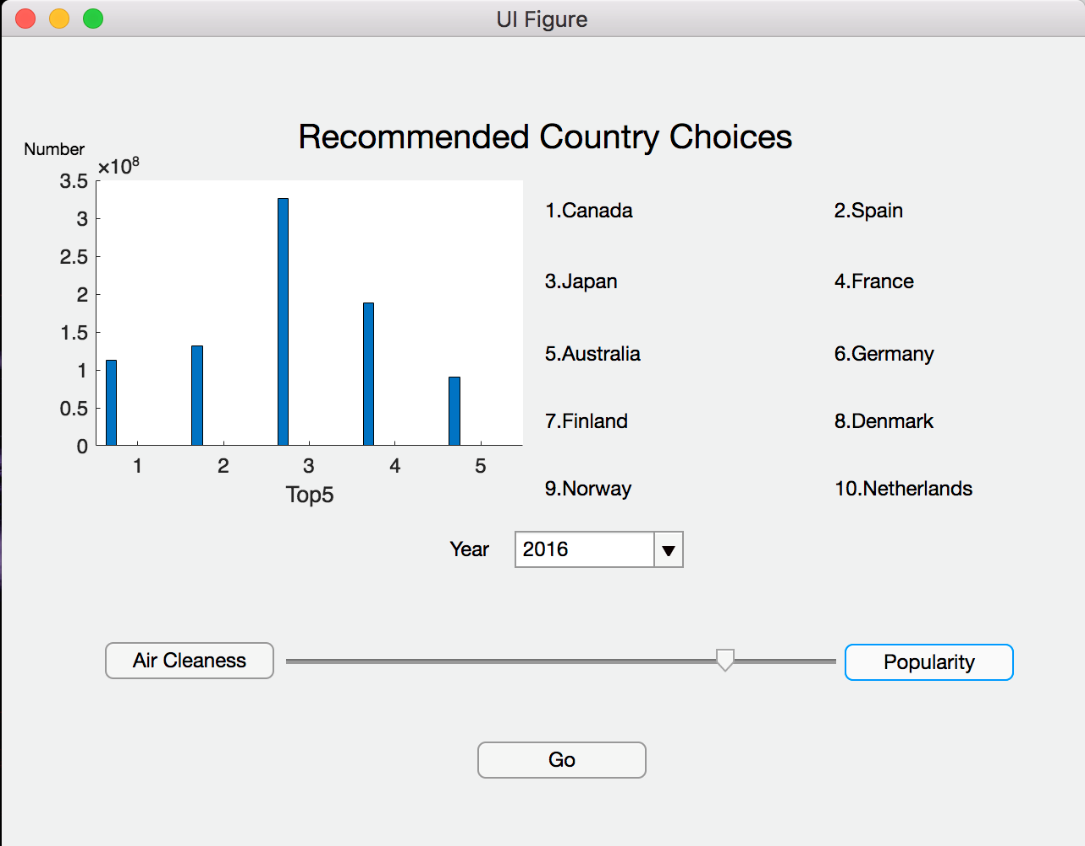 UI Figure
Recommended Country Choices
Number
×10⁸
3.5
3
2.5
2
1.5
1
0.5
0
1 2 3 4 5
Top5
1.Canada
2.Spain
3.Japan
4.France
5.Australia
6.Germany
7.Finland
8.Denmark
9.Norway
10.Netherlands
Year 2016
Air Cleaness
Popularity
Go